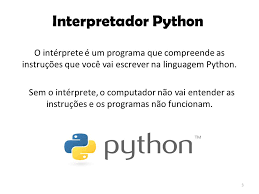 Interpretador Python
O intérprete é um programa que compreende as
instruções que você vai escrever na linguagem Python.
Sem o intérprete, o computador não vai entender as
instruções e os programas não funcionam.
python™